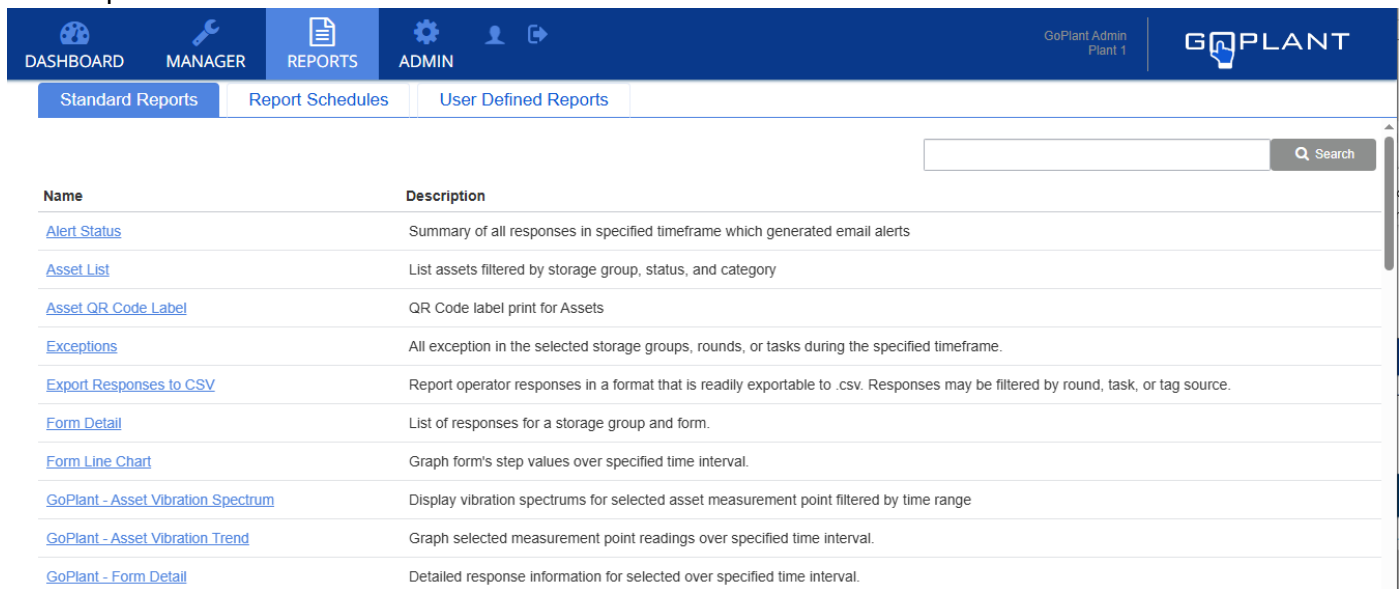 DASHBOARD MANAGER REPORTS ADMIN
GoPlant Admin
Plant 1
GOPLANT
Standard Reports Report Schedules User Defined Reports
Search
Name Description
Alert Status Summary of all responses in specified timeframe which generated email alerts
Asset List List assets filtered by storage group, status, and category
Asset QR Code Label QR Code label print for Assets
Exceptions All exception in the selected storage groups, rounds, or tasks during the specified timeframe.
Export Responses to CSV Report operator responses in a format that is readily exportable to .csv. Responses may be filtered by round, task, or tag source.
Form Detail List of responses for a storage group and form.
Form Line Chart Graph form's step values over specified time interval.
GoPlant - Asset Vibration Spectrum Display vibration spectrums for selected asset measurement point filtered by time range
GoPlant - Asset Vibration Trend Graph selected measurement point readings over specified time interval.
GoPlant - Form Detail Detailed response information for selected over specified time interval.